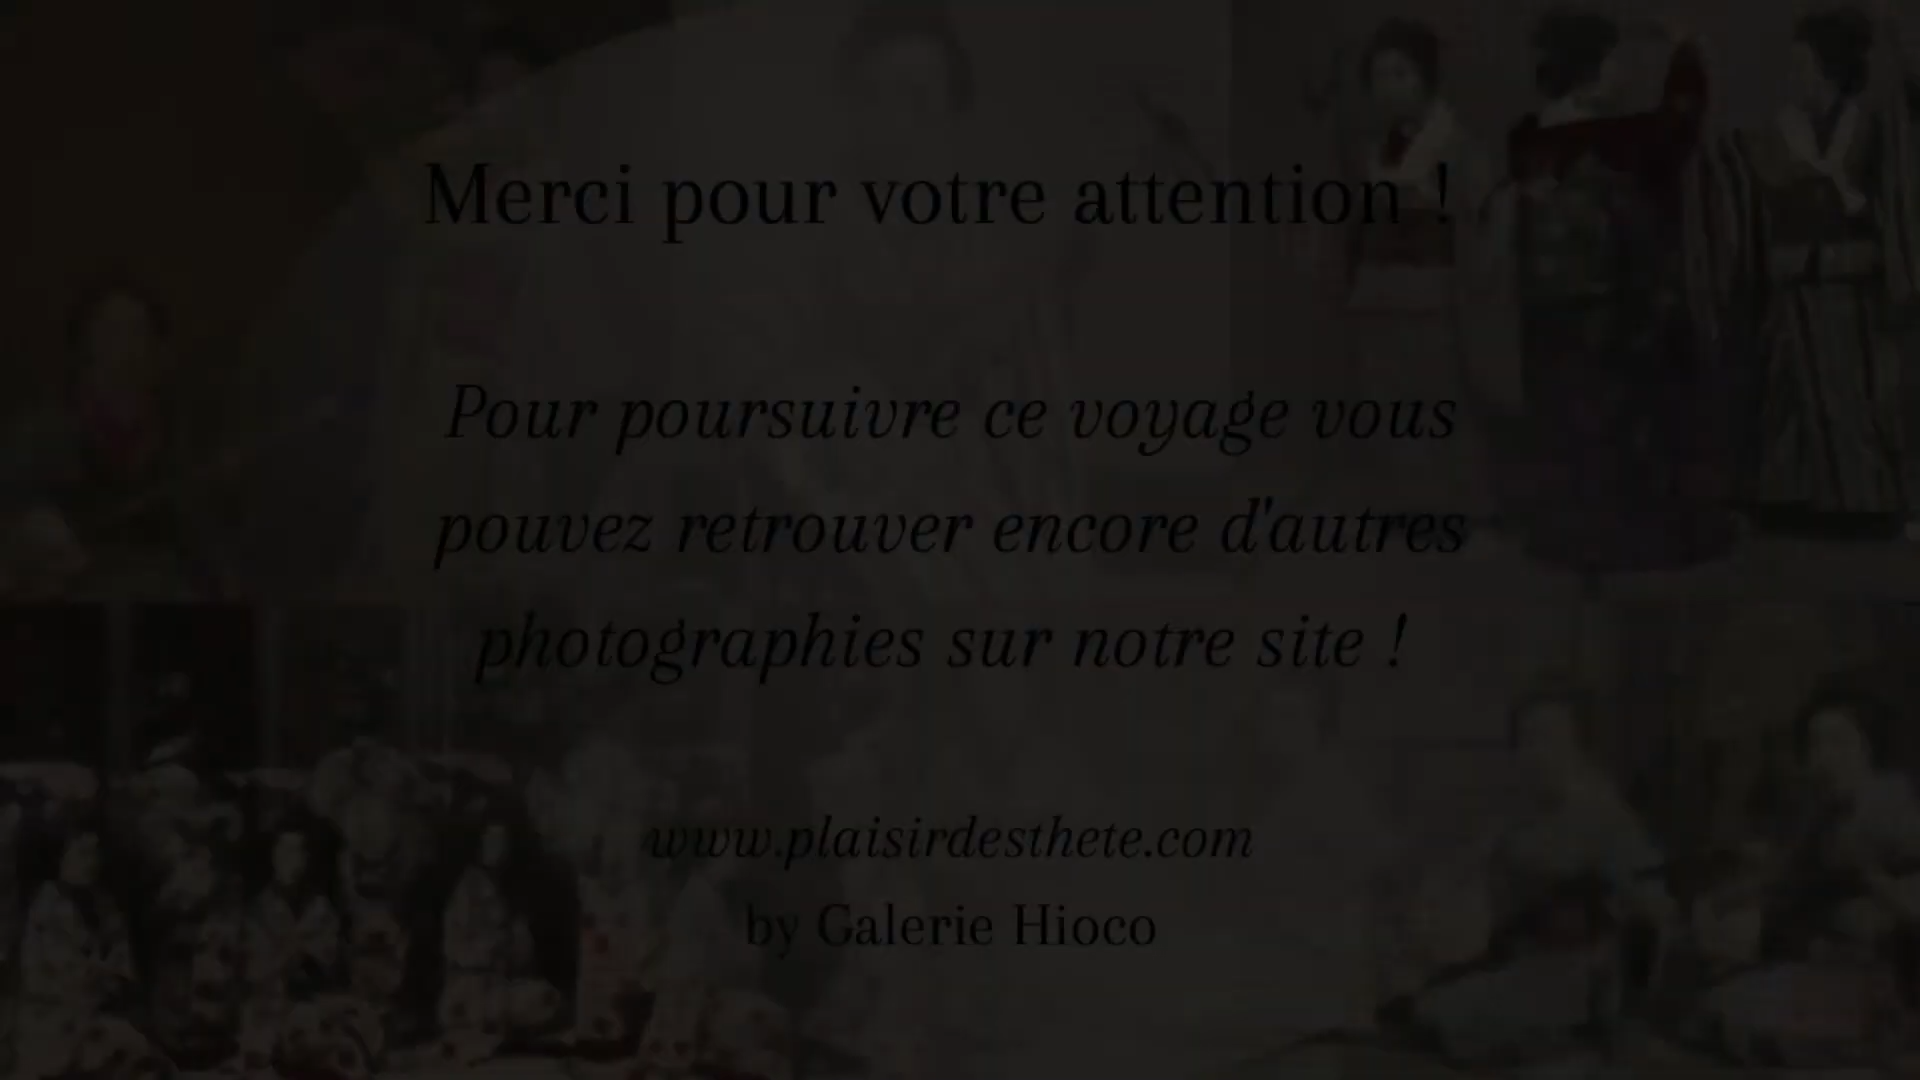 Merci pour votre attention !
Pour poursuivre ce voyage vous
pouvez retrouver encore d'autres
photographies sur notre site !
www.plaisirdesthete.com
by Galerie Hioco